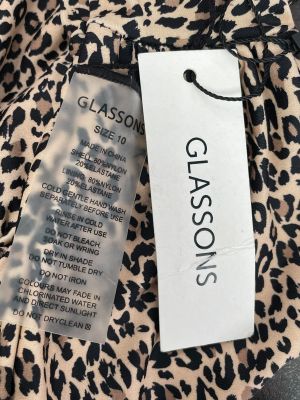 GLASSONS
SIZE 10
MADE IN CHINA
SHELL: 80% NYLON
20% ELASTANE
LINING: 80% NYLON
20% ELASTANE
COLD GENTLE HAND WASH
SEPARATELY BEFORE USE
RINSE IN COLD
WATER AFTER USE
DO NOT BLEACH,
SOAK OR WRING
DRY IN SHADE
DO NOT TUMBLE DRY
DO NOT IRON
COLOURS MAY FADE IN
CHLORINATED WATER
AND DIRECT SUNLIGHT
DO NOT DRYCLEAN
GLASSONS